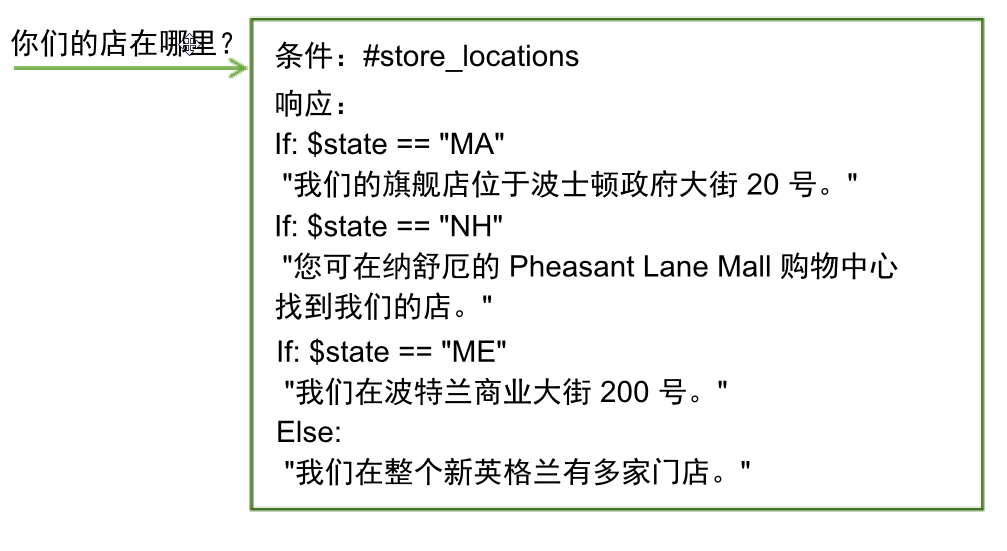 你们的店在哪里?
条件：#store_locations
响应：
If: $state == "MA"
"我们的旗舰店位于波士顿政府大街 20 号。"
If: $state == "NH"
"您可在纳舒厄的 Pheasant Lane Mall 购物中心
找到我们的店。"
If: $state == "ME"
"我们在波特兰商业大街 200 号。"
Else:
"我们在整个新英格兰有多家门店。"